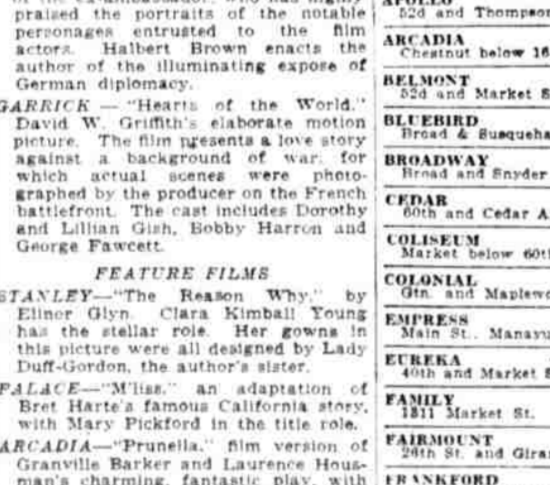 praised the portraits of the notable
personages entrusted to the film
actors. Halbert Brown enacts the
author of the illuminating expose of
German diplomacy.
GARRICK — "Hearts of the World."
David W. Griffith's elaborate motion
picture. The film presents a love story
against a background of war, for
which actual scenes were photo-
graphed by the producer on the French
battlefront. The cast includes Dorothy
and Lillian Gish, Bobby Harron and
George Fawcett.
FEATURE FILMS
STANLEY—"The Reason Why," by
Elinor Glyn. Clara Kimball Young
has the stellar role. Her gowns in
this picture were all designed by Lady
Duff-Gordon, the author's sister.
PALACE—"M'liss," an adaptation of
Bret Harte's famous California story,
with Mary Pickford in the title role.
ARCADIA—"Prunella," film version of
Granville Barker and Laurence Hous-
man's charming, fantastic play, with
52d and Thompson
ARCADIA
Chestnut below 16
BELMONT
52d and Market S
BLUEBIRD
Broad & Susqueha
BROADWAY
Broad and Snyder
CEDAR
60th and Cedar A
COLISEUM
Market below 60th
COLONIAL
Gtn. and Maplewo
EMPRESS
Main St., Manayu
EUREKA
40th and Market S
FAMILY
1311 Market St.
FAIRMOUNT
26th St. and Girar
FRANKFORD